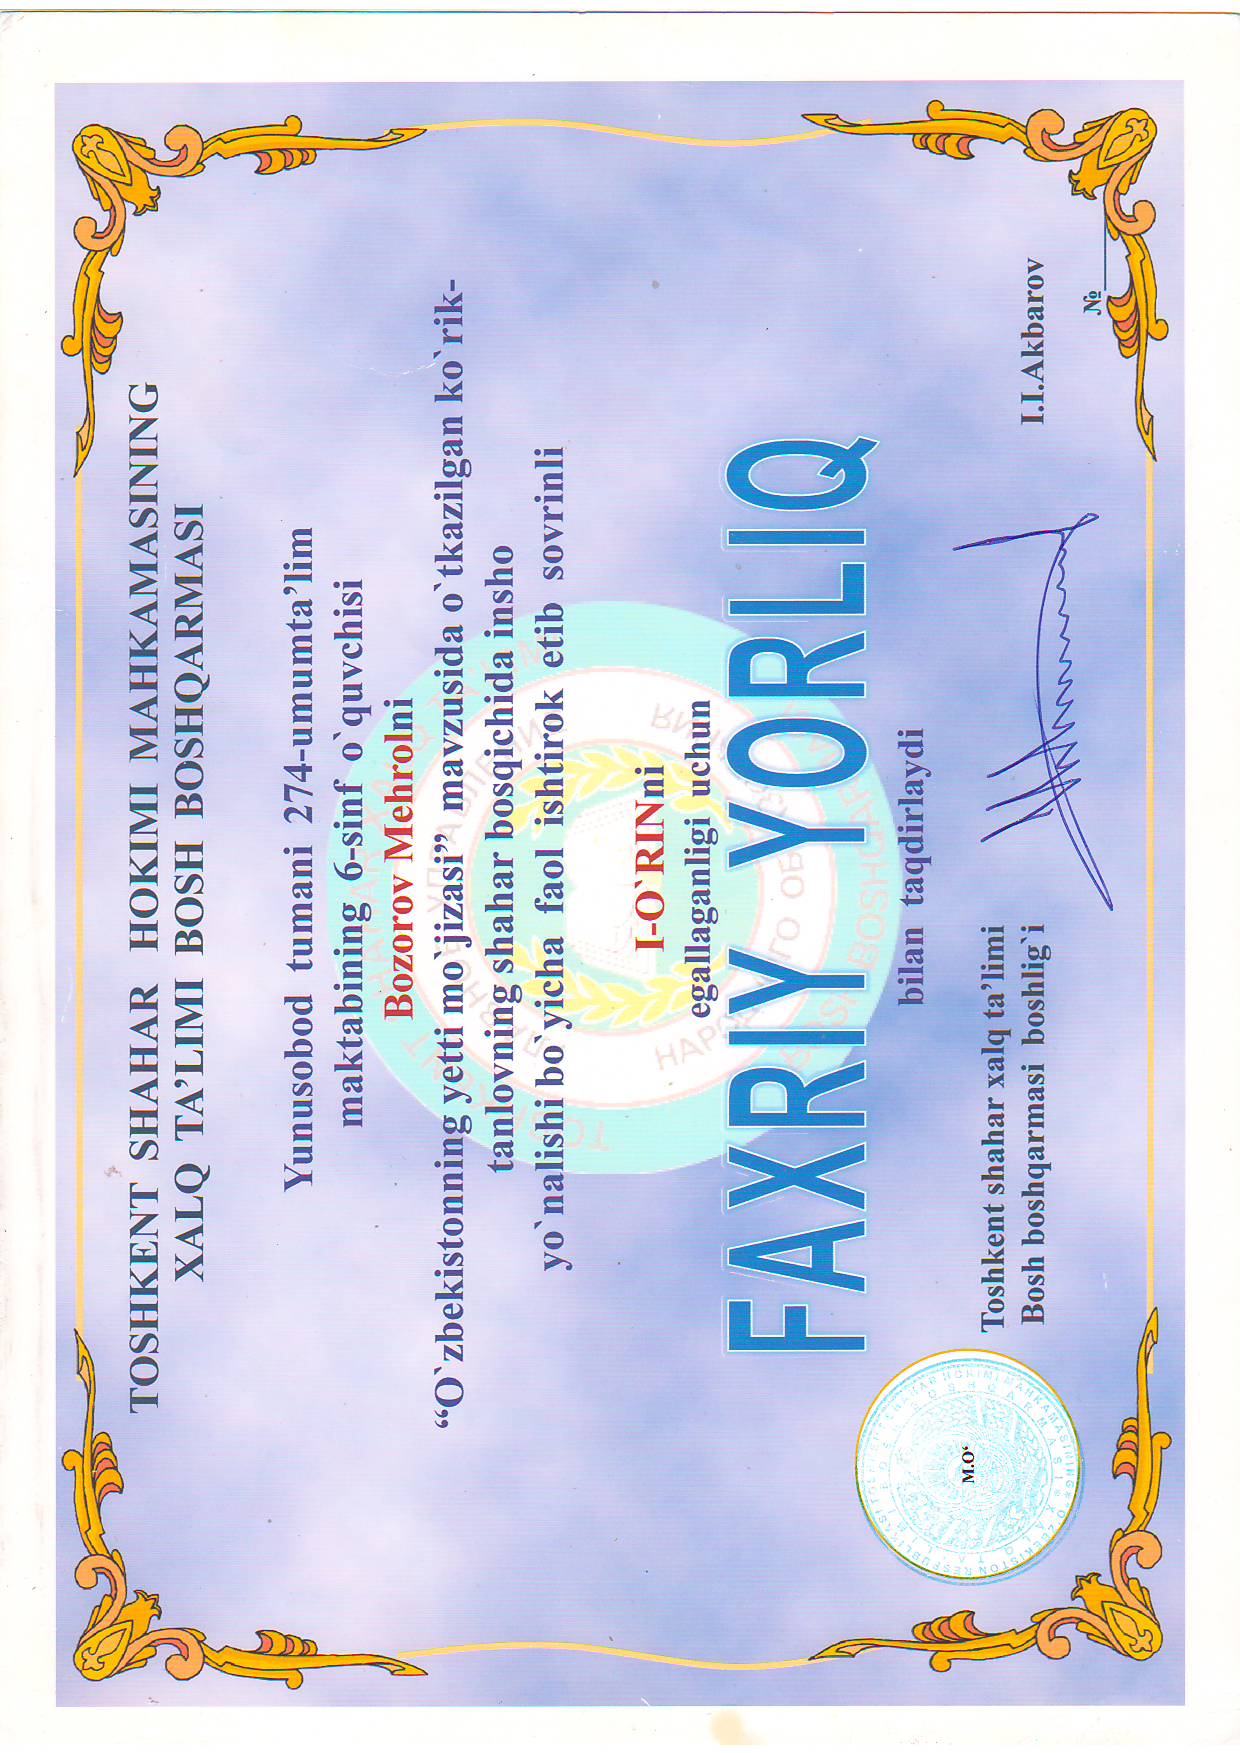 TOSHKENT SHAHAR HOKIMI MAHKAMASINING
XALQ TA’LIMI BOSH BOSHQARMASI
Yunusobod tumani 274-umumta’lim
maktabining 6-sinf o`quvchisi
Bozorov Mehrolni
“O`zbekistonning yetti mo`jizasi” mavzusida o`tkazilgan ko`rik-
tanlovning shahar bosqichida insho
yo`nalishi bo`yicha faol ishtirok etib sovrinli
I-O`RINni
egallaganligi uchun
FAXRIY YORLIQ
bilan taqdirlaydi
M.O‘
Toshkent shahar xalq ta’limi
Bosh boshqarmasi boshlig`i
I.I.Akbarov
№